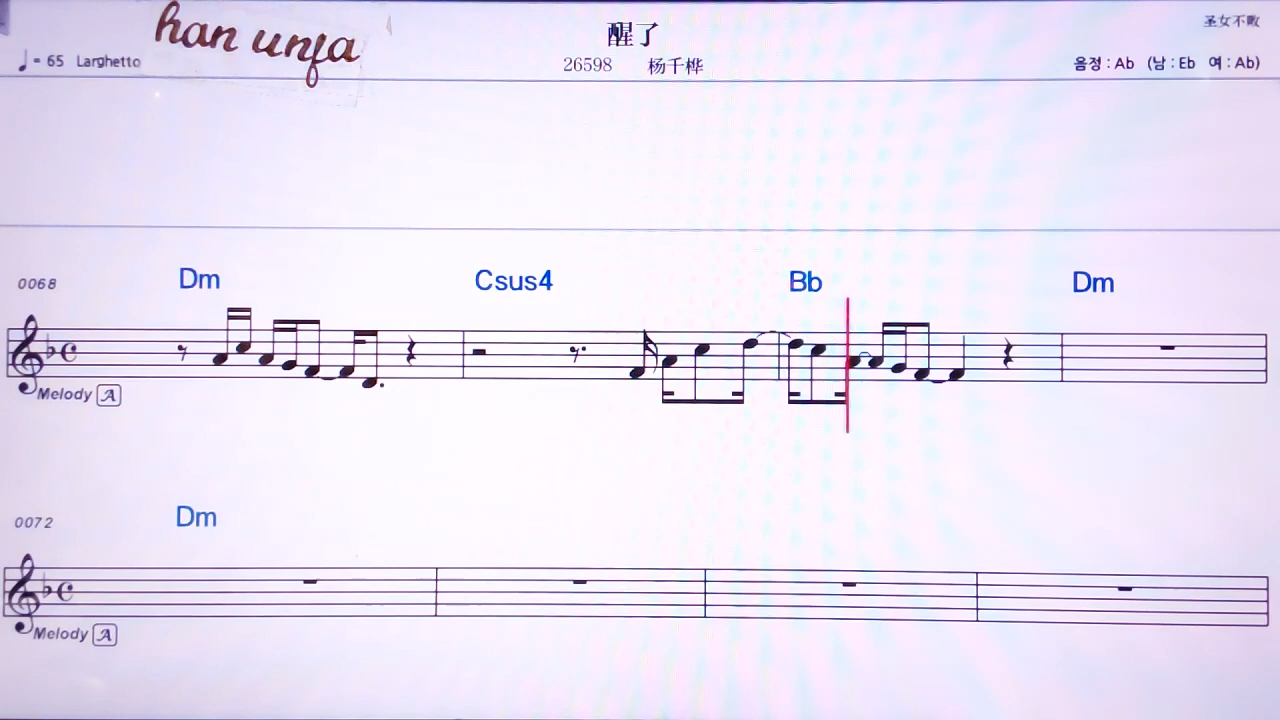 han unfa
醒了
圣女不败
♩= 65 Larghetto
26598 杨千桦
음정 : Ab (남 : Eb 여 : Ab)
0068 Dm Csus4 Bb Dm
Melody A
0072 Dm
Melody A